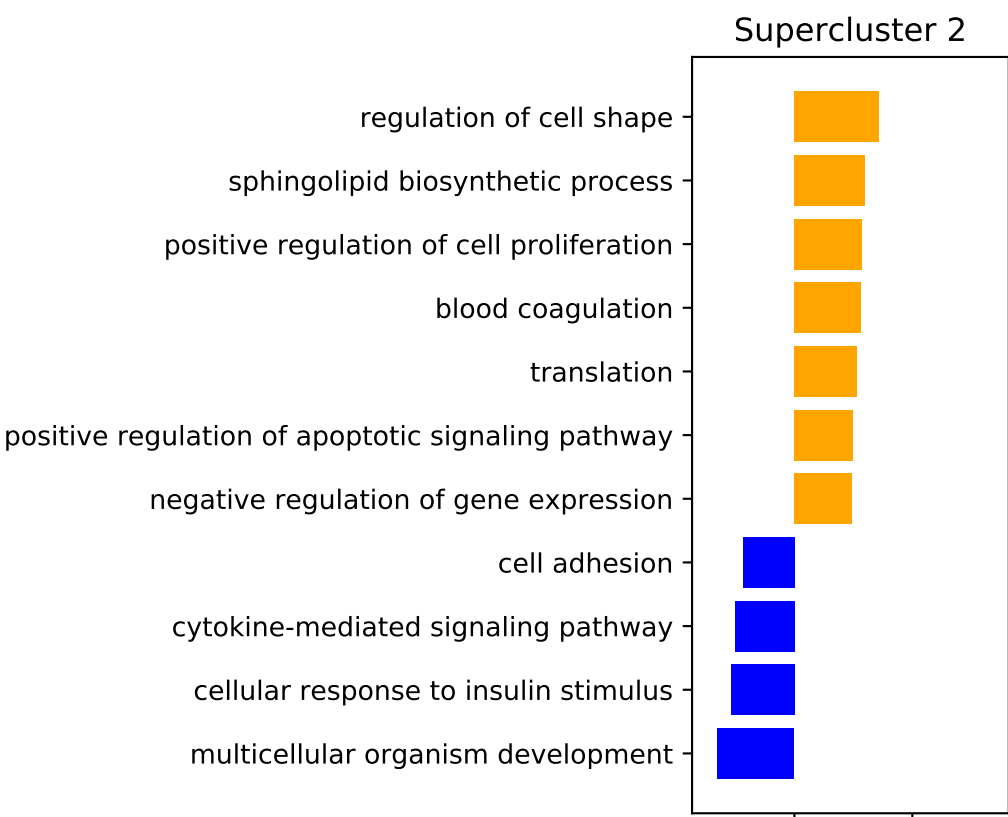 Supercluster 2
regulation of cell shape
sphingolipid biosynthetic process
positive regulation of cell proliferation
blood coagulation
translation
positive regulation of apoptotic signaling pathway
negative regulation of gene expression
cell adhesion
cytokine-mediated signaling pathway
cellular response to insulin stimulus
multicellular organism development